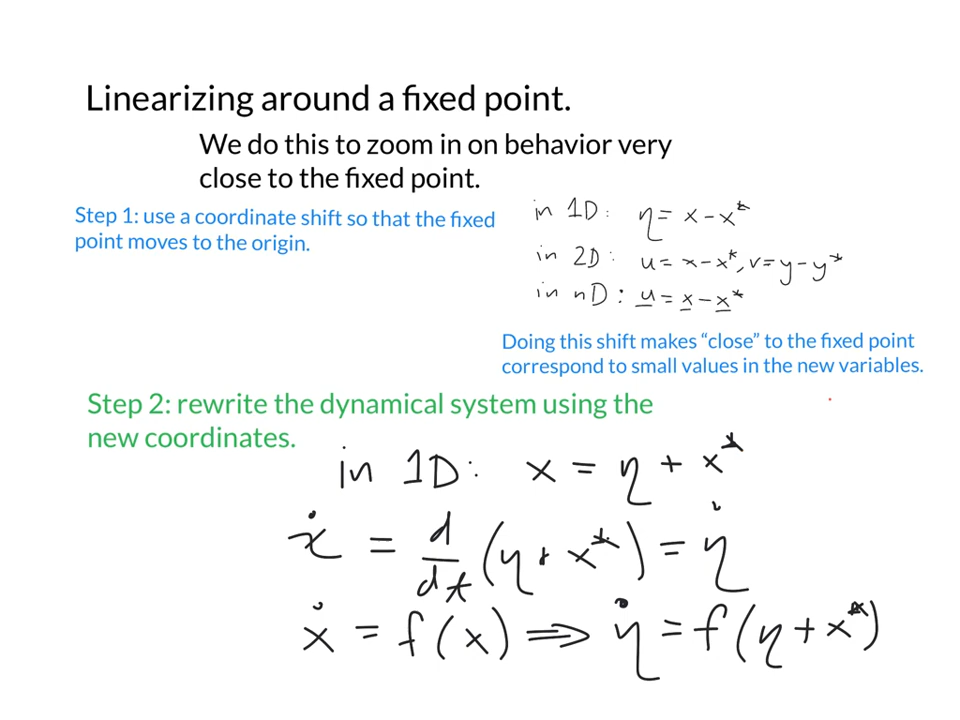 Linearizing around a fixed point.
We do this to zoom in on behavior very
close to the fixed point.
Step 1: use a coordinate shift so that the fixed
point moves to the origin.
in 1D: η = x - x*
in 2D: u = x - x*, v = y - y*
in nD: u = x - x*
Doing this shift makes “close” to the fixed point
correspond to small values in the new variables.
Step 2: rewrite the dynamical system using the
new coordinates.
in 1D: x = η + x*
ẋ = d/dt (η + x*) = η̇
ẋ = f(x) ⟹ η̇ = f(η + x*)